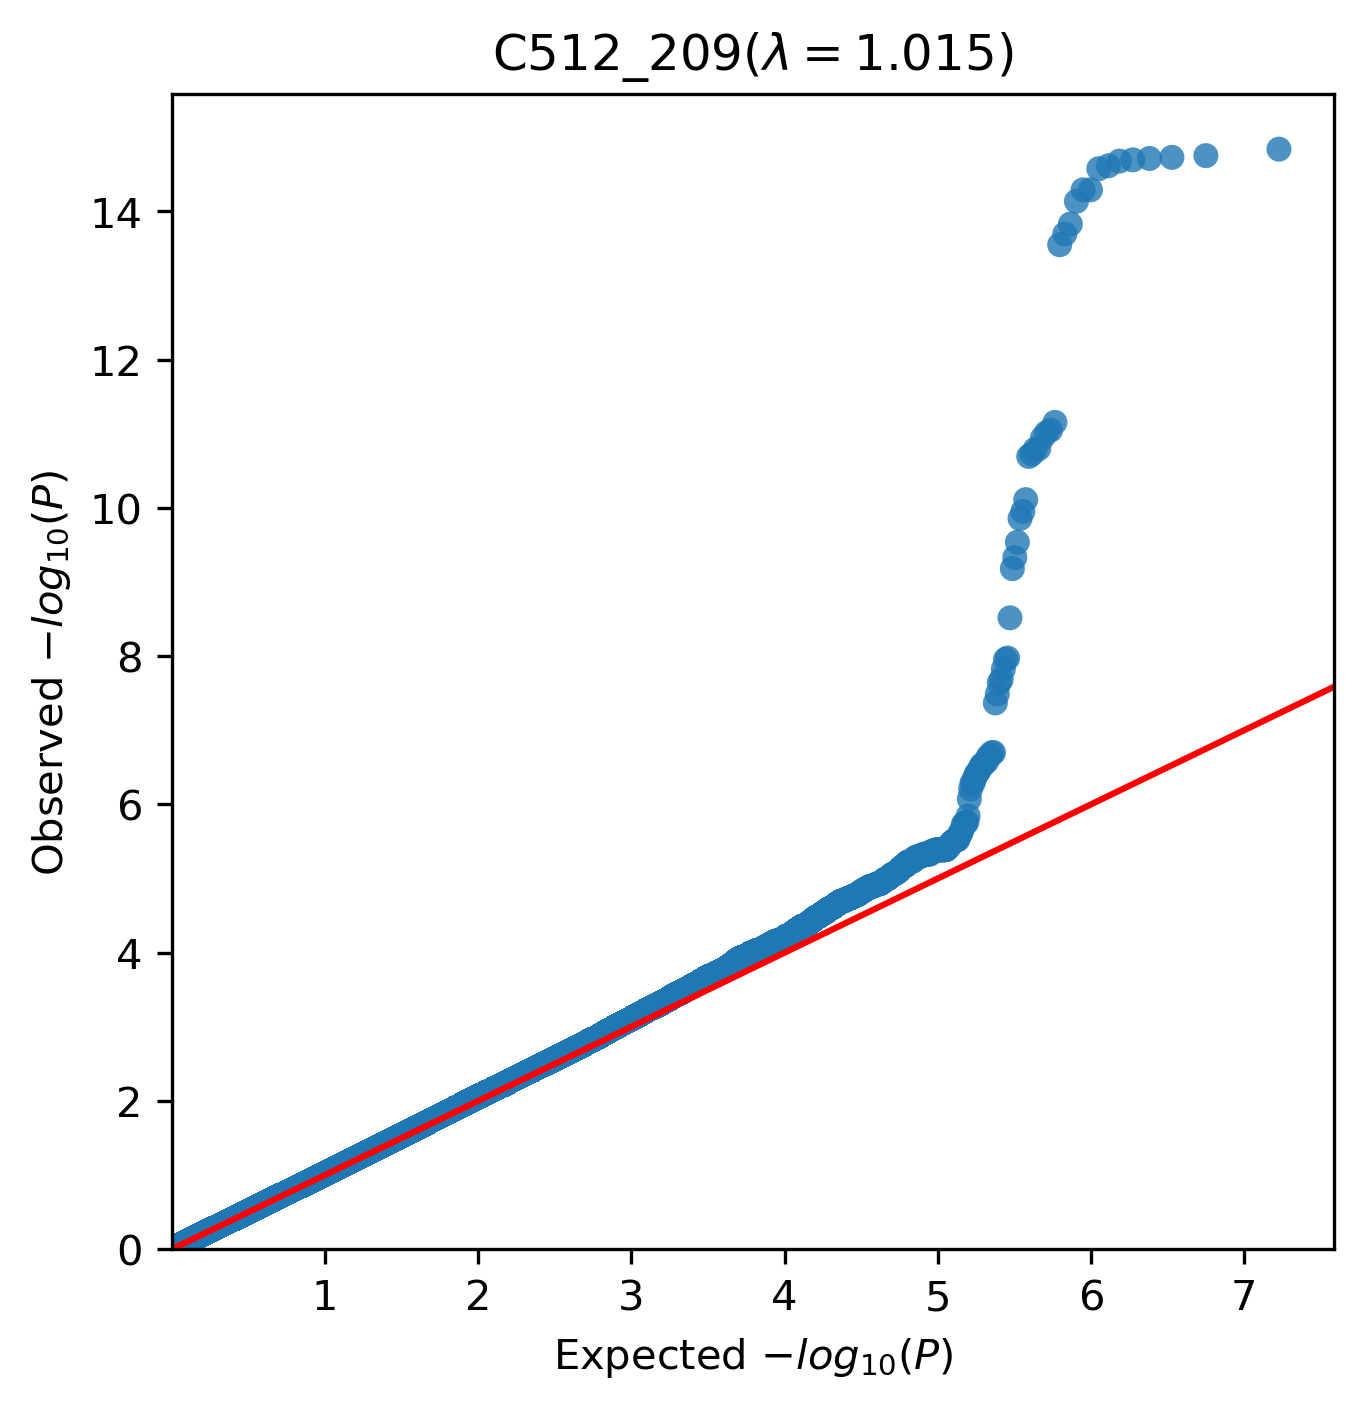 C512_209(λ = 1.015)
Observed −log₁₀(P)
14
12
10
8
6
4
2
0
1 2 3 4 5 6 7
Expected −log₁₀(P)